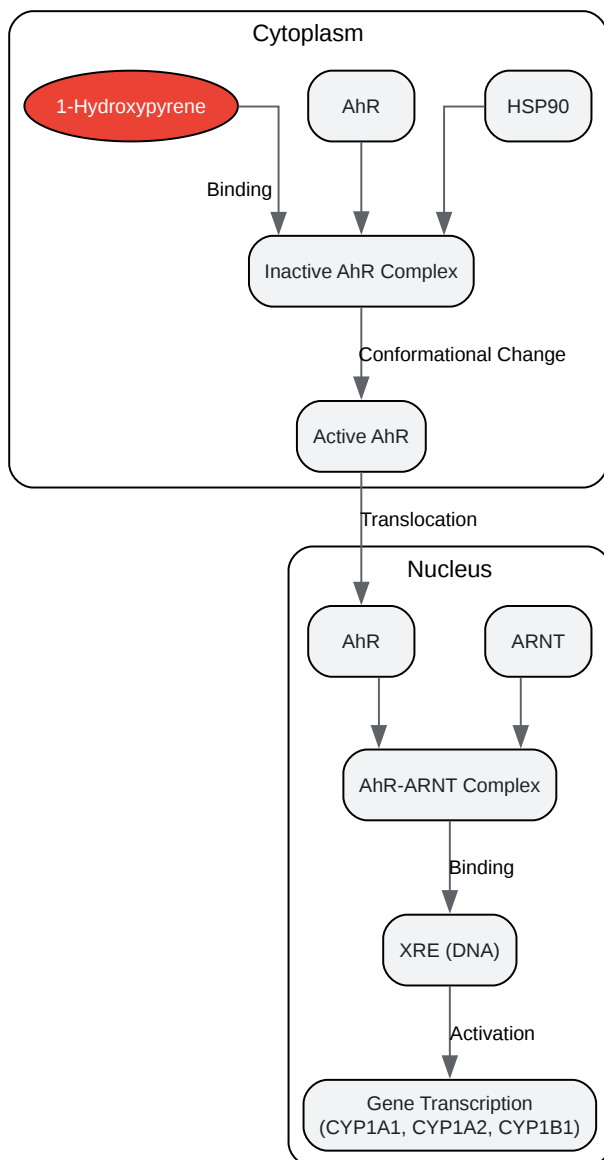 Cytoplasm
1-Hydroxypyrene
AhR
HSP90
Binding
Inactive AhR Complex
Conformational Change
Active AhR
Translocation
Nucleus
AhR
ARNT
AhR-ARNT Complex
Binding
XRE (DNA)
Activation
Gene Transcription
(CYP1A1, CYP1A2, CYP1B1)